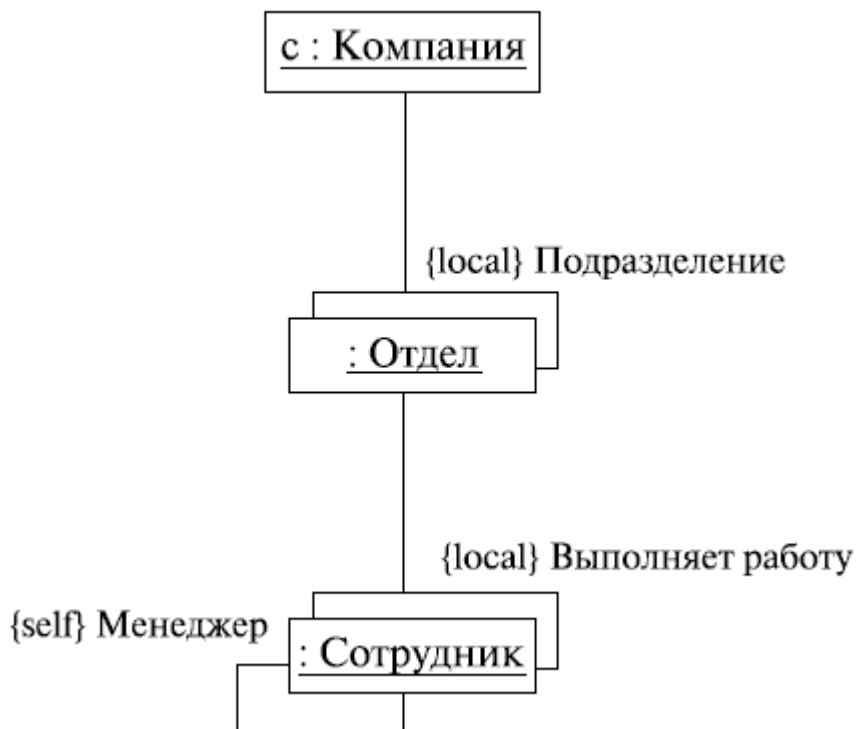 с : Компания
{local} Подразделение
: Отдел
{local} Выполняет работу
{self} Менеджер
: Сотрудник